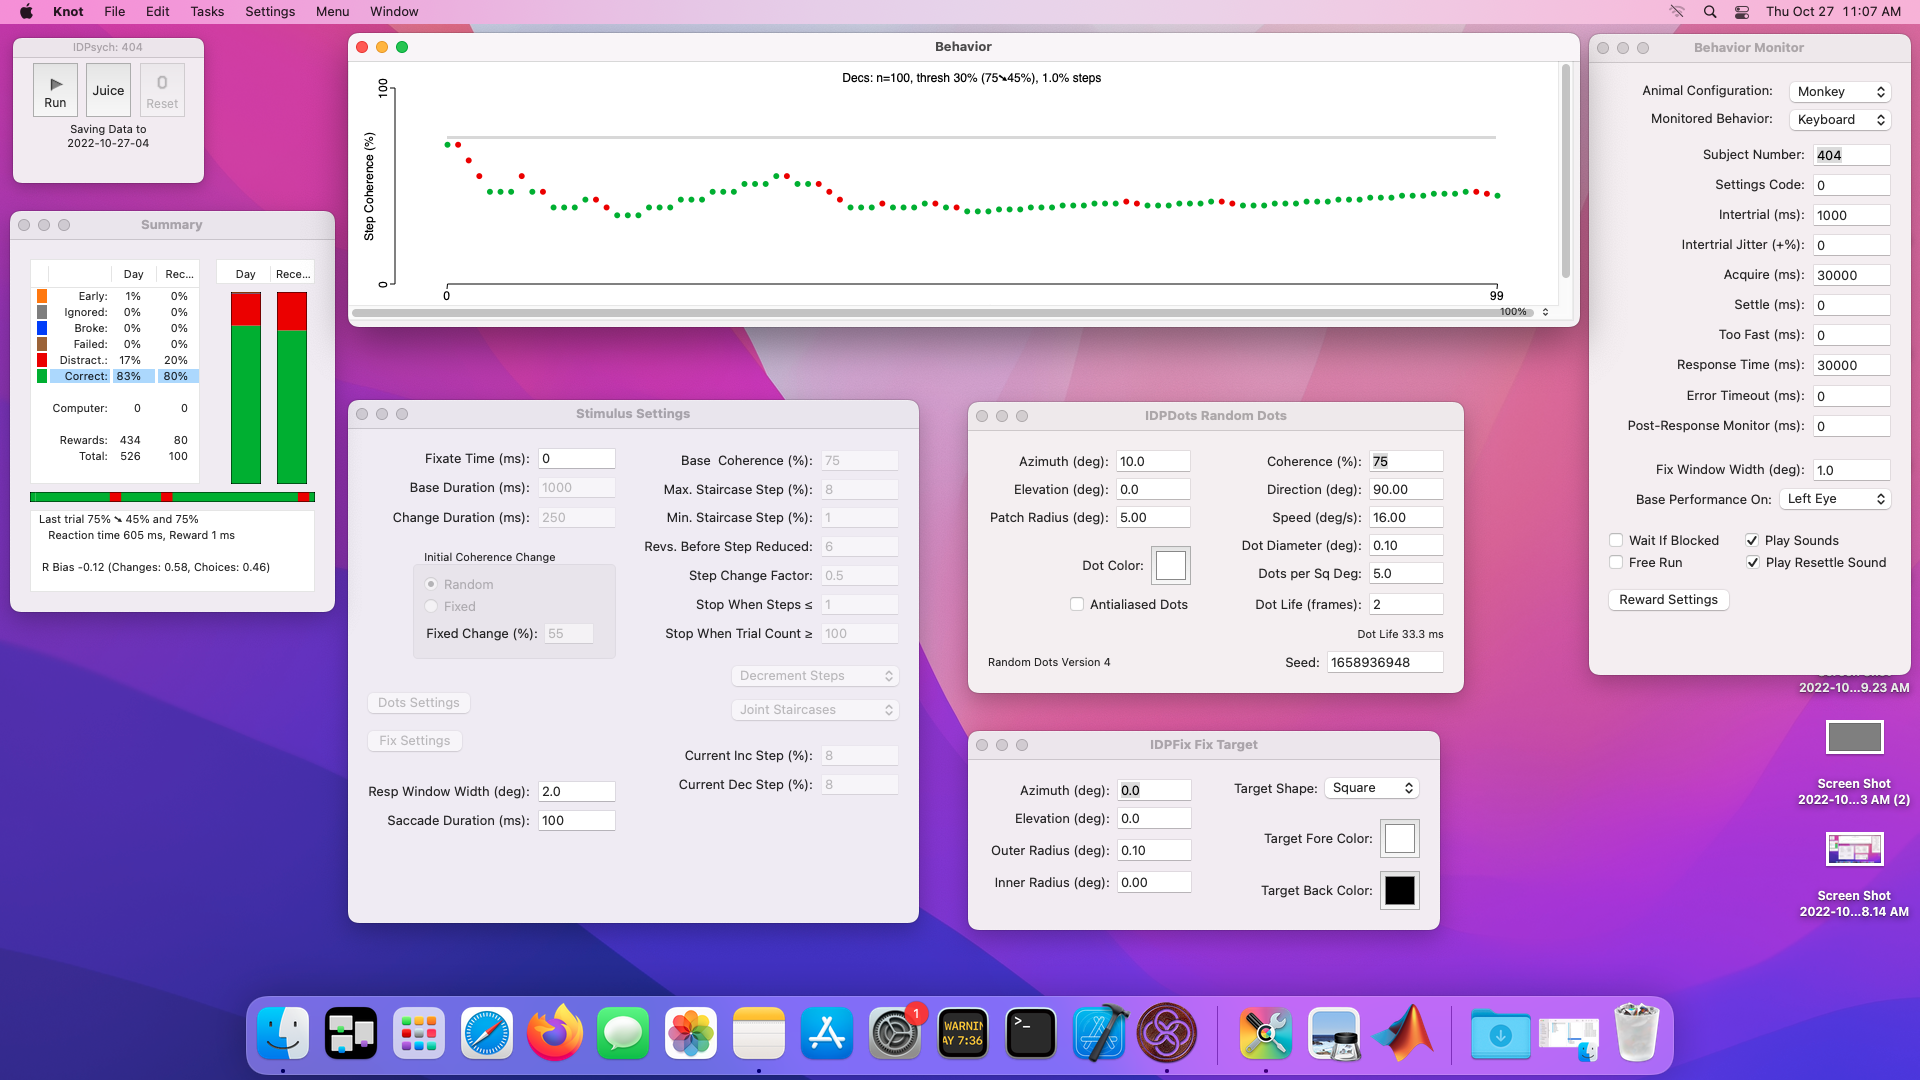 Knot File Edit Tasks Settings Menu Window
Thu Oct 27 11:07 AM
IDPsych: 404
Run Juice 0 Reset
Saving Data to
2022-10-27-04
Summary
Day Rec... Day Rece...
Early: 1% 0%
Ignored: 0% 0%
Broke: 0% 0%
Failed: 0% 0%
Distract.: 17% 20%
Correct: 83% 80%
Computer: 0 0
Rewards: 434 80
Total: 526 100
Last trial 75% ➘ 45% and 75%
Reaction time 605 ms, Reward 1 ms
R Bias -0.12 (Changes: 0.58, Choices: 0.46)
Behavior
Decs: n=100, thresh 30% (75➘45%), 1.0% steps
100
Step Coherence (%)
0
0 99
100%
Stimulus Settings
Fixate Time (ms): 0
Base Duration (ms): 1000
Change Duration (ms): 250
Initial Coherence Change
Random
Fixed
Fixed Change (%): 55
Dots Settings
Fix Settings
Resp Window Width (deg): 2.0
Saccade Duration (ms): 100
Base Coherence (%): 75
Max. Staircase Step (%): 8
Min. Staircase Step (%): 1
Revs. Before Step Reduced: 6
Step Change Factor: 0.5
Stop When Steps ≤ 1
Stop When Trial Count ≥ 100
Decrement Steps
Joint Staircases
Current Inc Step (%): 8
Current Dec Step (%): 8
IDPDots Random Dots
Azimuth (deg): 10.0
Elevation (deg): 0.0
Patch Radius (deg): 5.00
Dot Color:
Antialiased Dots
Random Dots Version 4
Coherence (%): 75
Direction (deg): 90.00
Speed (deg/s): 16.00
Dot Diameter (deg): 0.10
Dots per Sq Deg: 5.0
Dot Life (frames): 2
Dot Life 33.3 ms
Seed: 1658936948
IDPFix Fix Target
Azimuth (deg): 0.0
Elevation (deg): 0.0
Outer Radius (deg): 0.10
Inner Radius (deg): 0.00
Target Shape: Square
Target Fore Color:
Target Back Color:
Behavior Monitor
Animal Configuration: Monkey
Monitored Behavior: Keyboard
Subject Number: 404
Settings Code: 0
Intertrial (ms): 1000
Intertrial Jitter (+%): 0
Acquire (ms): 30000
Settle (ms): 0
Too Fast (ms): 0
Response Time (ms): 30000
Error Timeout (ms): 0
Post-Response Monitor (ms): 0
Fix Window Width (deg): 1.0
Base Performance On: Left Eye
Wait If Blocked Play Sounds
Free Run Play Resettle Sound
Reward Settings
2022-10...9.23 AM
Screen Shot
2022-10...3 AM (2)
Screen Shot
2022-10...8.14 AM
1
WARNIN
AY 7:36
>_